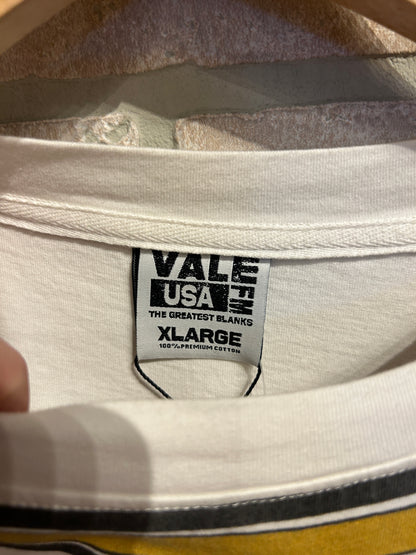 VALE FM
USA
THE GREATEST BLANKS
XLARGE
100% PREMIUM COTTON